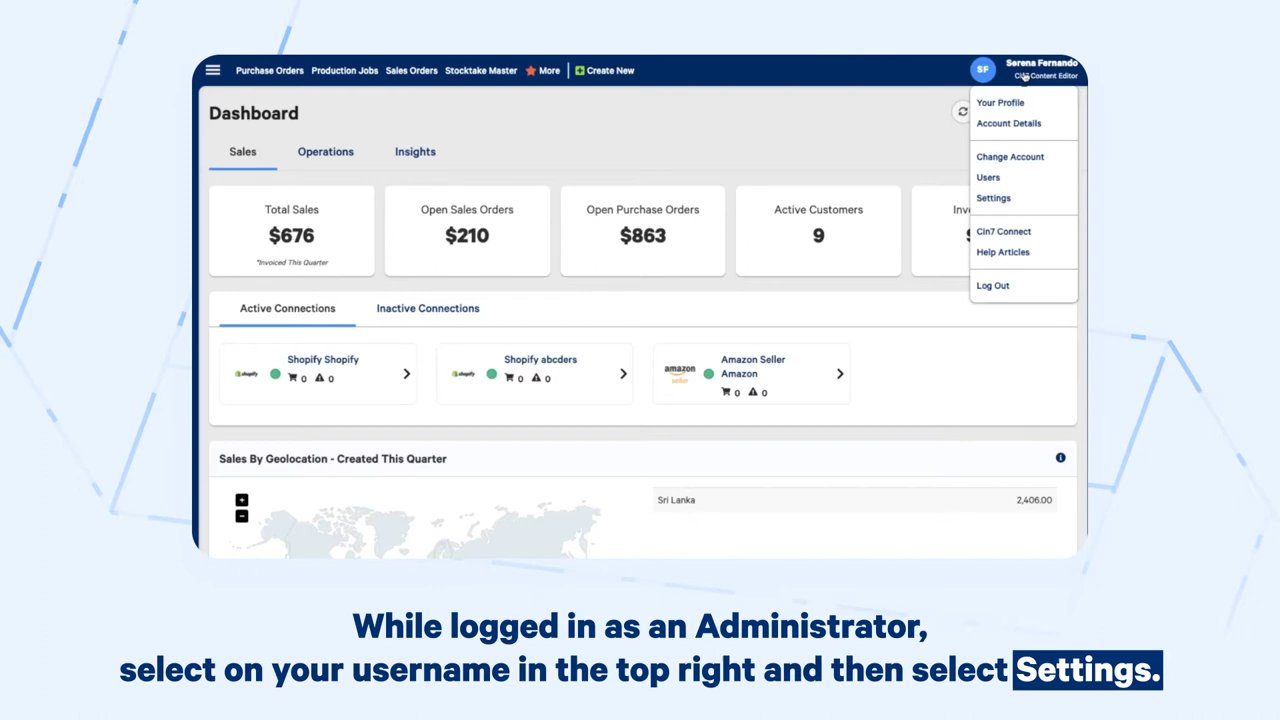 Purchase Orders Production Jobs Sales Orders Stocktake Master More Create New
SF
Serena Fernando
Content Editor
Your Profile
Account Details
Change Account
Users
Settings
Cin7 Connect
Help Articles
Log Out
Dashboard
Sales Operations Insights
Total Sales
$676
*Invoiced This Quarter
Open Sales Orders
$210
Open Purchase Orders
$863
Active Customers
9
Active Connections Inactive Connections
shopify
Shopify Shopify
0 0
shopify
Shopify abcders
0 0
amazon
seller
Amazon Seller
Amazon
0 0
Sales By Geolocation - Created This Quarter
+
-
Sri Lanka 2,406.00
While logged in as an Administrator,
select on your username in the top right and then select Settings.